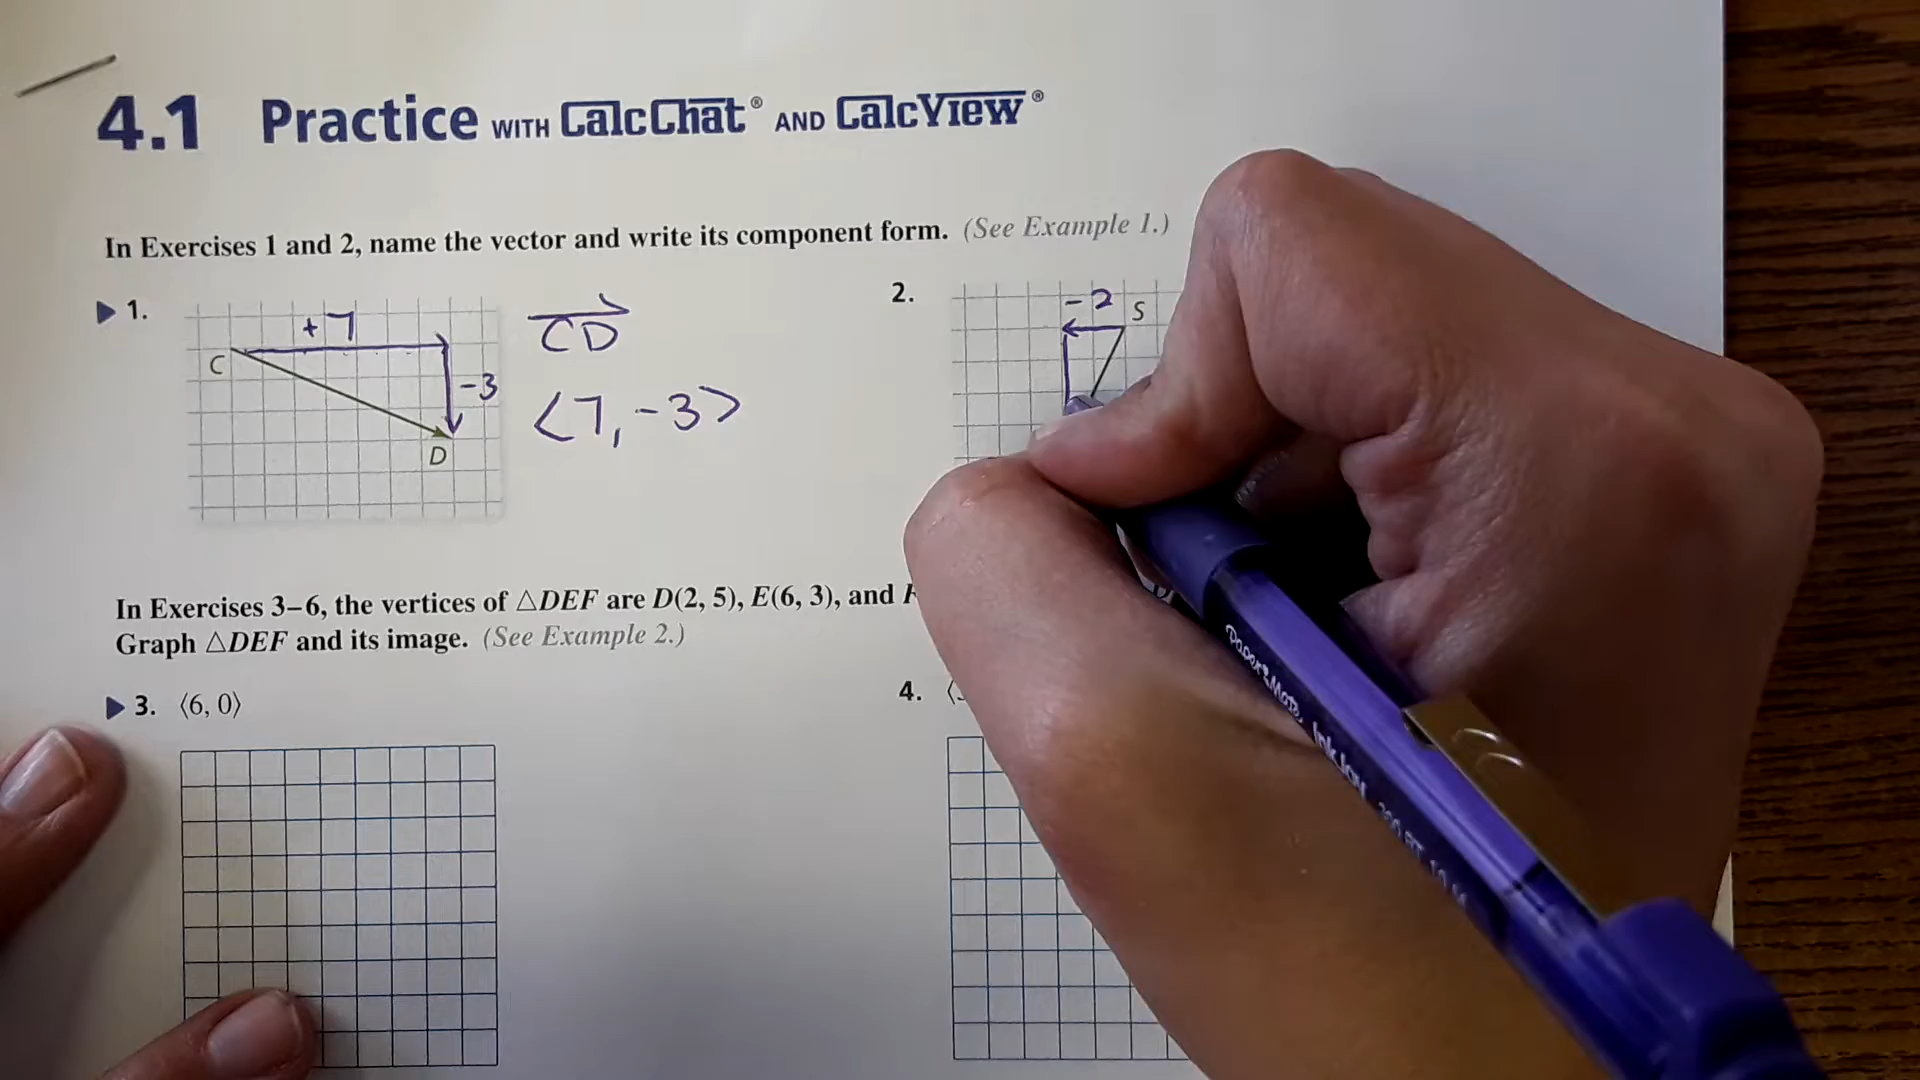 4.1 Practice WITH CalcChat® AND CalcView®
In Exercises 1 and 2, name the vector and write its component form. (See Example 1.)
1.
+7
C
-3
D
CD
⟨7, -3⟩
2.
-2
S
In Exercises 3–6, the vertices of △DEF are D(2, 5), E(6, 3), and
Graph △DEF and its image. (See Example 2.)
3. ⟨6, 0⟩
4. ⟨
Paper Mate InkJoy